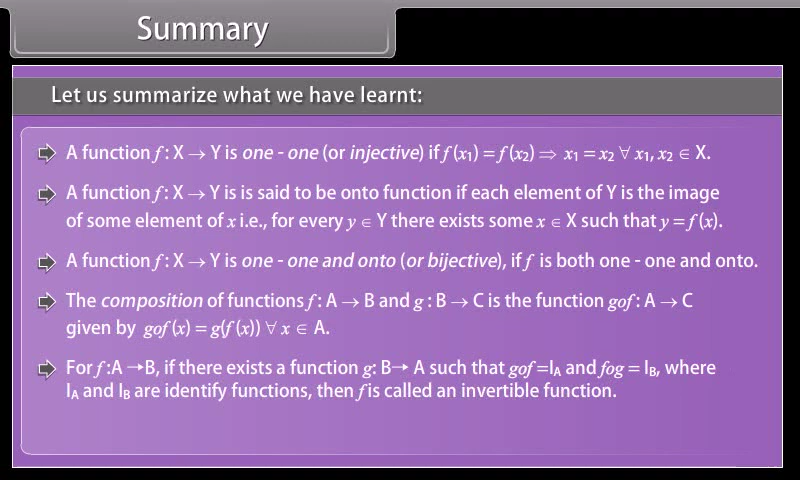 Summary
Let us summarize what we have learnt:
A function f : X → Y is one - one (or injective) if f (x₁) = f (x₂) ⇒ x₁ = x₂ ∀ x₁, x₂ ∈ X.
A function f : X → Y is is said to be onto function if each element of Y is the image
of some element of x i.e., for every y ∈ Y there exists some x ∈ X such that y = f (x).
A function f : X → Y is one - one and onto (or bijective), if f is both one - one and onto.
The composition of functions f : A → B and g : B → C is the function gof : A → C
given by gof (x) = g(f (x)) ∀ x ∈ A.
For f :A →B, if there exists a function g: B→ A such that gof =I_A and fog = I_B, where
I_A and I_B are identify functions, then f is called an invertible function.